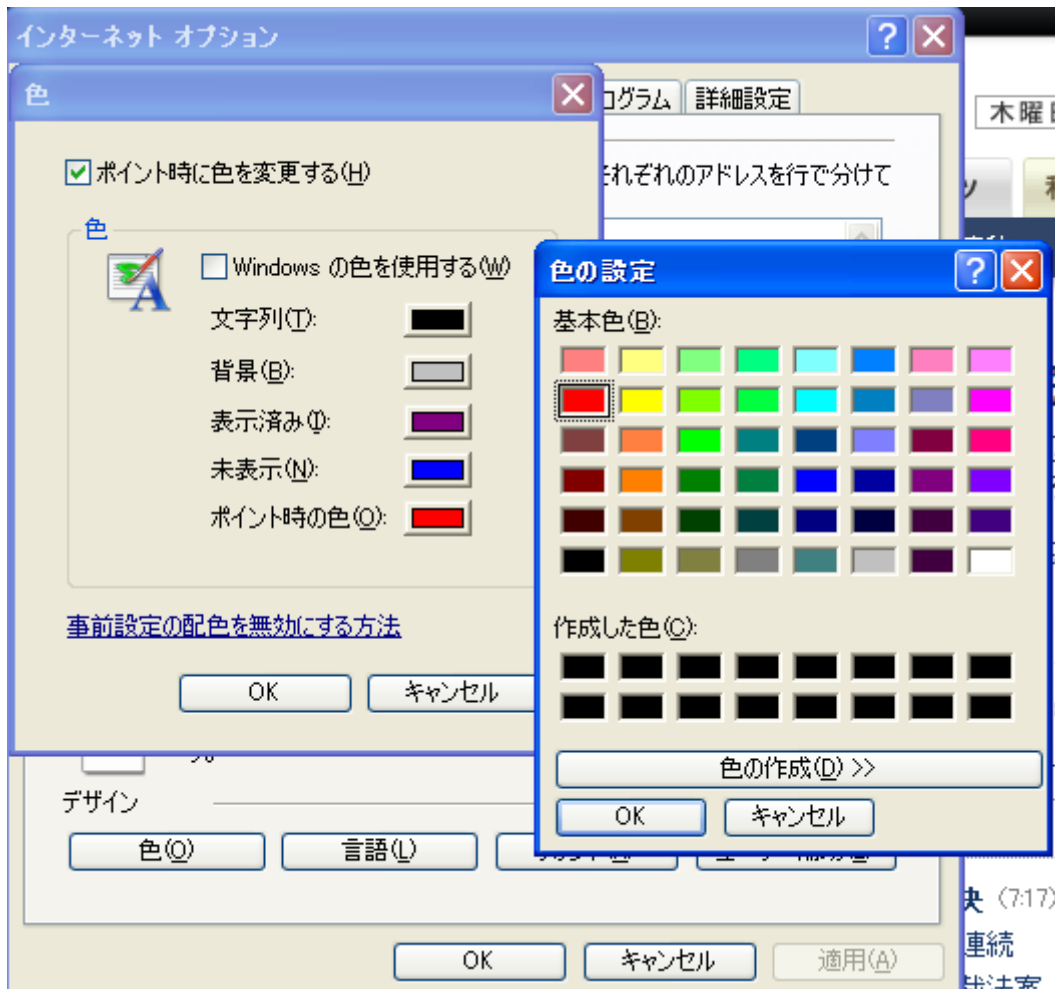 インターネット オプション
色
ログラム
詳細設定
木曜
ポイント時に色を変更する(H)
それぞれのアドレスを行で分けて
色
Windows の色を使用する(W)
文字列(T):
背景(B):
表示済み(I):
未表示(N):
ポイント時の色(O):
事前設定の配色を無効にする方法
OK
キャンセル
色の設定
基本色(B):
作成した色(C):
色の作成(D) >>
OK
キャンセル
デザイン
色(O)
言語(L)
OK
キャンセル
適用(A)
央 (7:17)
連続
裁法案